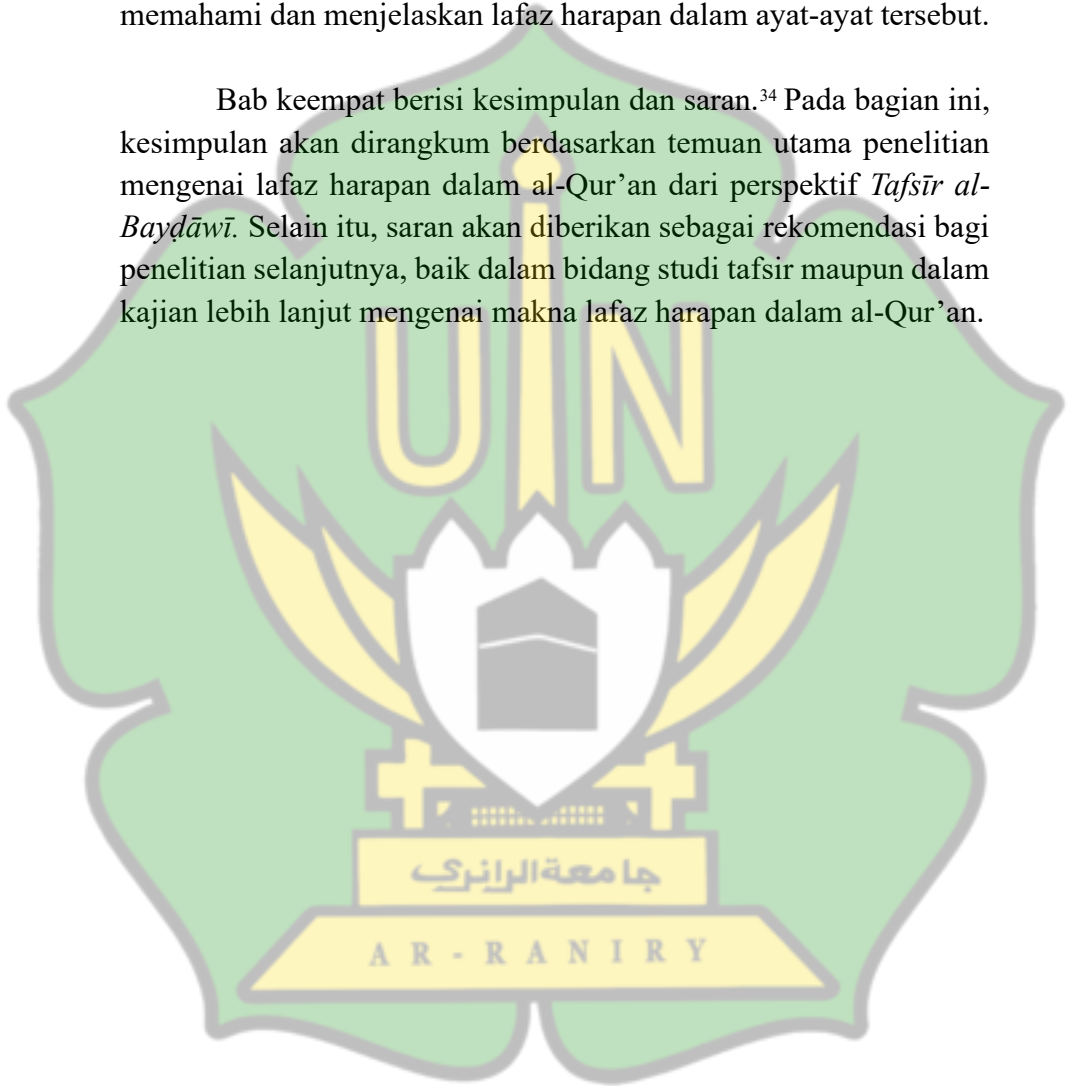 memahami dan menjelaskan lafaz harapan dalam ayat-ayat tersebut.
Bab keempat berisi kesimpulan dan saran.³⁴ Pada bagian ini,
kesimpulan akan dirangkum berdasarkan temuan utama penelitian
mengenai lafaz harapan dalam al-Qur’an dari perspektif Tafsīr al-
Bayḍāwī. Selain itu, saran akan diberikan sebagai rekomendasi bagi
penelitian selanjutnya, baik dalam bidang studi tafsir maupun dalam
kajian lebih lanjut mengenai makna lafaz harapan dalam al-Qur’an.
UIN
جامعة الرانري
AR-RANIRY